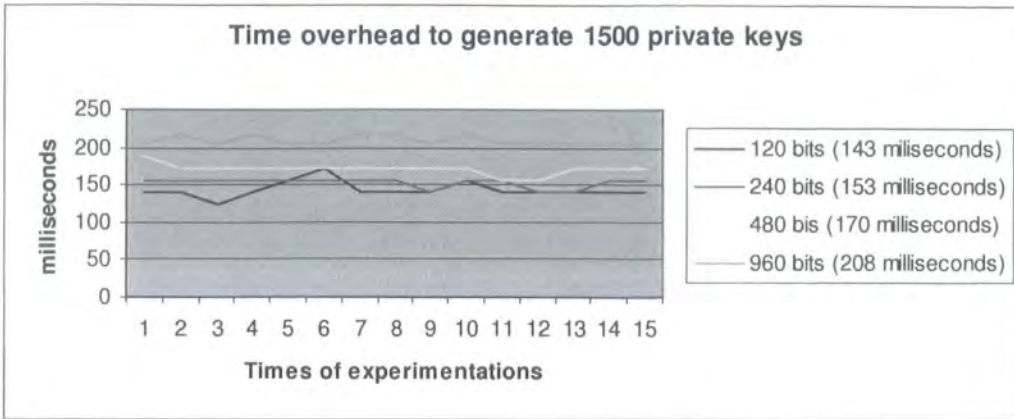 Time overhead to generate 1500 private keys
250
200
150
100
50
0
milliseconds
1 2 3 4 5 6 7 8 9 10 11 12 13 14 15
Times of experimentations
120 bits (143 miliseconds)
240 bits (153 milliseconds)
480 bis (170 milliseconds)
960 bits (208 milliseconds)